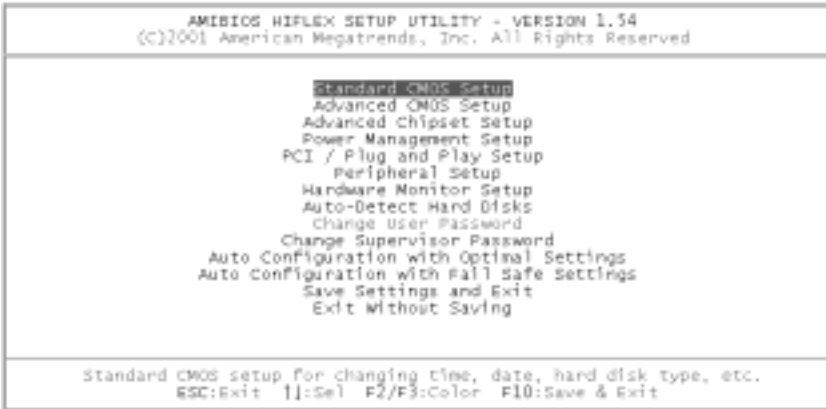 AMIBIOS HIFLEX SETUP UTILITY - VERSION 1.54
(C)2001 American Megatrends, Inc. All Rights Reserved
Standard CMOS Setup
Advanced CMOS Setup
Advanced Chipset Setup
Power Management Setup
PCI / Plug and Play Setup
Peripheral Setup
Hardware Monitor Setup
Auto-Detect Hard Disks
Change User Password
Change Supervisor Password
Auto Configuration with Optimal Settings
Auto Configuration with Fail Safe Settings
Save Settings and Exit
Exit Without Saving
Standard CMOS setup for changing time, date, hard disk type, etc.
ESC:Exit ↑↓:Sel F2/F3:Color F10:Save & Exit